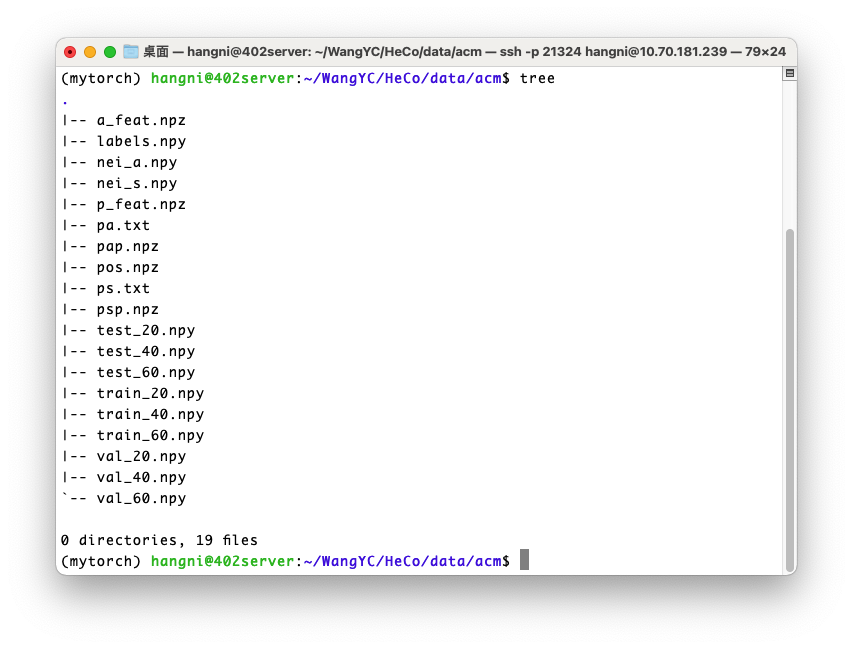 桌面 — hangni@402server: ~/WangYC/HeCo/data/acm — ssh -p 21324 hangni@10.70.181.239 — 79×24
(mytorch) hangni@402server:~/WangYC/HeCo/data/acm$ tree
.
|-- a_feat.npz
|-- labels.npy
|-- nei_a.npy
|-- nei_s.npy
|-- p_feat.npz
|-- pa.txt
|-- pap.npz
|-- pos.npz
|-- ps.txt
|-- psp.npz
|-- test_20.npy
|-- test_40.npy
|-- test_60.npy
|-- train_20.npy
|-- train_40.npy
|-- train_60.npy
|-- val_20.npy
|-- val_40.npy
`-- val_60.npy
0 directories, 19 files
(mytorch) hangni@402server:~/WangYC/HeCo/data/acm$